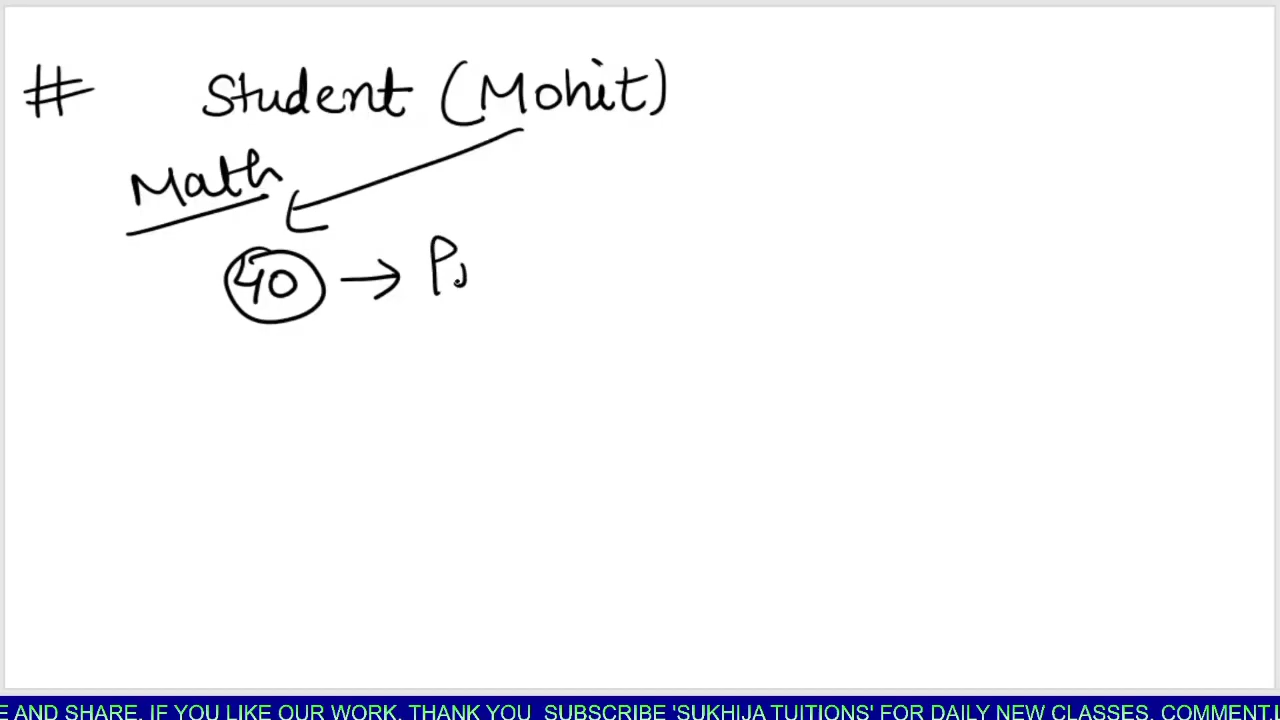 # Student (Mohit)
Math
40 → P
E AND SHARE. IF YOU LIKE OUR WORK. THANK YOU SUBSCRIBE 'SUKHIJA TUITIONS' FOR DAILY NEW CLASSES. COMMENT